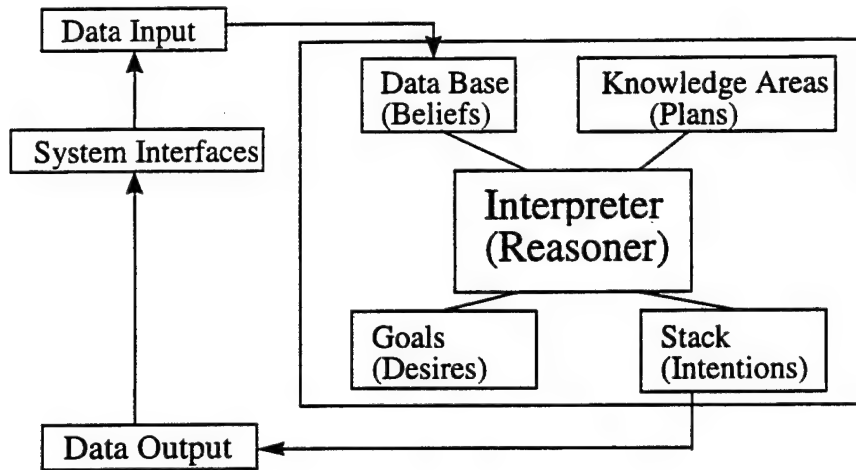 Data Input
Data Base
(Beliefs)
Knowledge Areas
(Plans)
System Interfaces
Interpreter
(Reasoner)
Goals
(Desires)
Stack
(Intentions)
Data Output